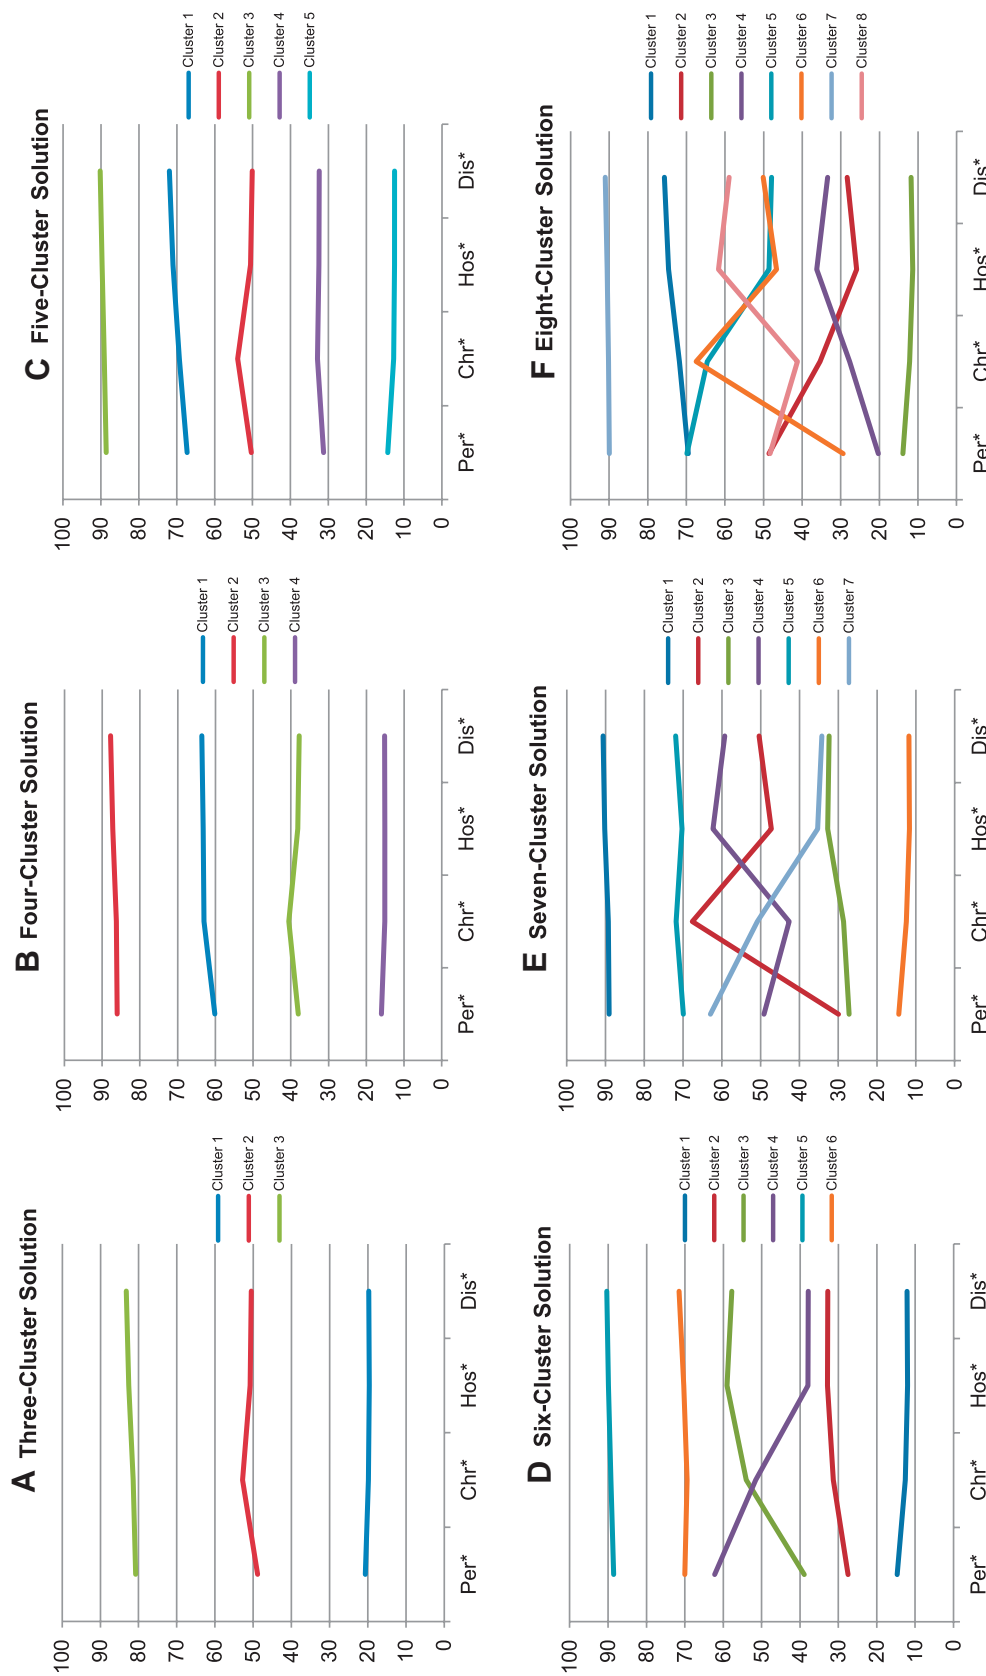 A Three-Cluster Solution
100
90
80
70
60
50
40
30
20
10
0
Per*
Chr*
Hos*
Dis*
Cluster 1
Cluster 2
Cluster 3
B Four-Cluster Solution
100
90
80
70
60
50
40
30
20
10
0
Per*
Chr*
Hos*
Dis*
Cluster 1
Cluster 2
Cluster 3
Cluster 4
C Five-Cluster Solution
100
90
80
70
60
50
40
30
20
10
0
Per*
Chr*
Hos*
Dis*
Cluster 1
Cluster 2
Cluster 3
Cluster 4
Cluster 5
D Six-Cluster Solution
100
90
80
70
60
50
40
30
20
10
0
Per*
Chr*
Hos*
Dis*
Cluster 1
Cluster 2
Cluster 3
Cluster 4
Cluster 5
Cluster 6
E Seven-Cluster Solution
100
90
80
70
60
50
40
30
20
10
0
Per*
Chr*
Hos*
Dis*
Cluster 1
Cluster 2
Cluster 3
Cluster 4
Cluster 5
Cluster 6
Cluster 7
F Eight-Cluster Solution
100
90
80
70
60
50
40
30
20
10
0
Per*
Chr*
Hos*
Dis*
Cluster 1
Cluster 2
Cluster 3
Cluster 4
Cluster 5
Cluster 6
Cluster 7
Cluster 8